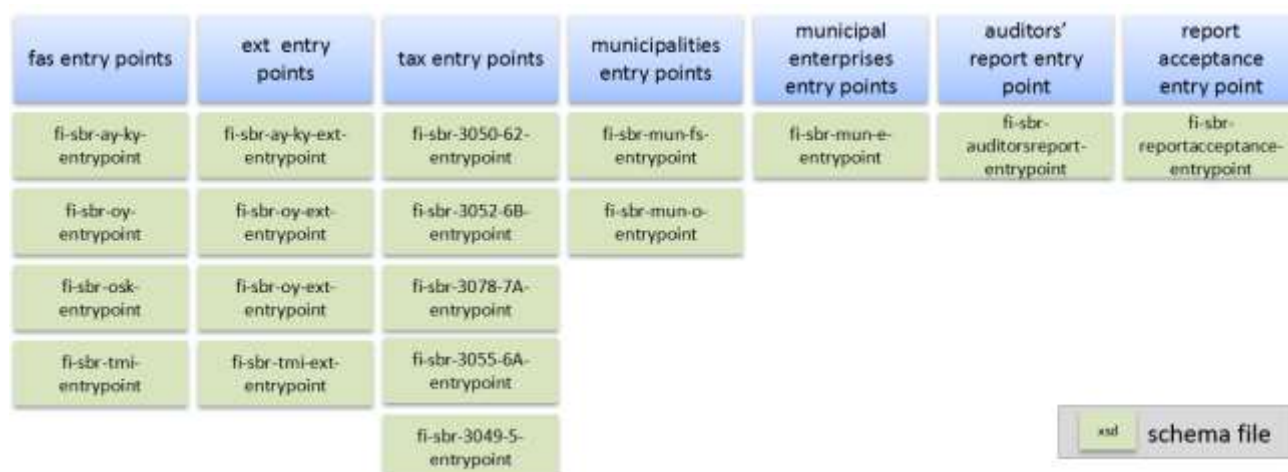 fas entry points
ext entry
points
tax entry points
municipalities
entry points
municipal
enterprises
entry points
auditors'
report entry
point
report
acceptance
entry point
fi-sbr-ay-ky-
entrypoint
fi-sbr-ay-ky-ext-
entrypoint
fi-sbr-3050-62-
entrypoint
fi-sbr-mun-fs-
entrypoint
fi-sbr-mun-e-
entrypoint
fi-sbr-
auditorsreport-
entrypoint
fi-sbr-
reportacceptance-
entrypoint
fi-sbr-oy-
entrypoint
fi-sbr-oy-ext-
entrypoint
fi-sbr-3052-6B-
entrypoint
fi-sbr-mun-o-
entrypoint
fi-sbr-osk-
entrypoint
fi-sbr-oy-ext-
entrypoint
fi-sbr-3078-7A-
entrypoint
fi-sbr-tmi-
entrypoint
fi-sbr-tmi-ext-
entrypoint
fi-sbr-3055-6A-
entrypoint
fi-sbr-3049-5-
entrypoint
xsd
schema file